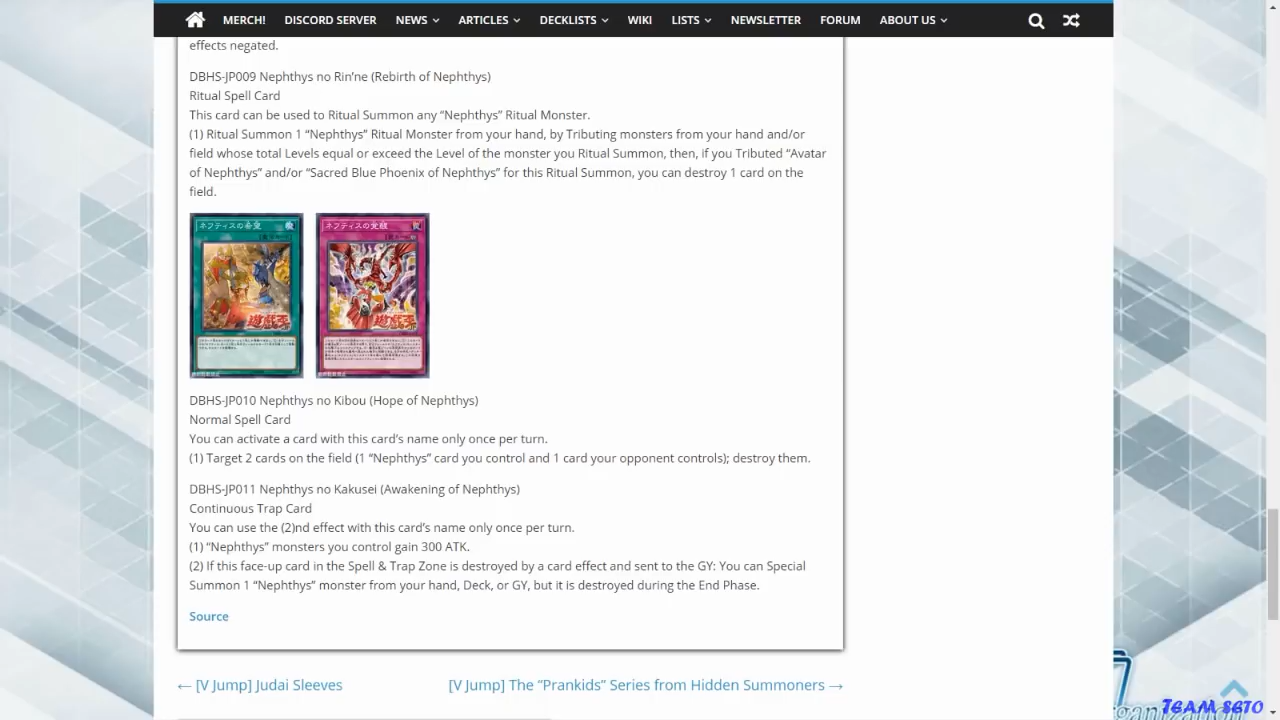 MERCH! DISCORD SERVER NEWS ARTICLES DECKLISTS WIKI LISTS NEWSLETTER FORUM ABOUT US
effects negated.
DBHS-JP009 Nephthys no Rin’ne (Rebirth of Nephthys)
Ritual Spell Card
This card can be used to Ritual Summon any “Nephthys” Ritual Monster.
(1) Ritual Summon 1 “Nephthys” Ritual Monster from your hand, by Tributing monsters from your hand and/or
field whose total Levels equal or exceed the Level of the monster you Ritual Summon, then, if you Tributed “Avatar
of Nephthys” and/or “Sacred Blue Phoenix of Nephthys” for this Ritual Summon, you can destroy 1 card on the
field.
ネフティスの希望 ネフティスの覚醒
遊戯王 遊戯王
DBHS-JP010 Nephthys no Kibou (Hope of Nephthys)
Normal Spell Card
You can activate a card with this card’s name only once per turn.
(1) Target 2 cards on the field (1 “Nephthys” card you control and 1 card your opponent controls); destroy them.
DBHS-JP011 Nephthys no Kakusei (Awakening of Nephthys)
Continuous Trap Card
You can use the (2)nd effect with this card’s name only once per turn.
(1) “Nephthys” monsters you control gain 300 ATK.
(2) If this face-up card in the Spell & Trap Zone is destroyed by a card effect and sent to the GY: You can Special
Summon 1 “Nephthys” monster from your hand, Deck, or GY, but it is destroyed during the End Phase.
Source
← [V Jump] Judai Sleeves [V Jump] The “Prankids” Series from Hidden Summoners →
TEAM SETO